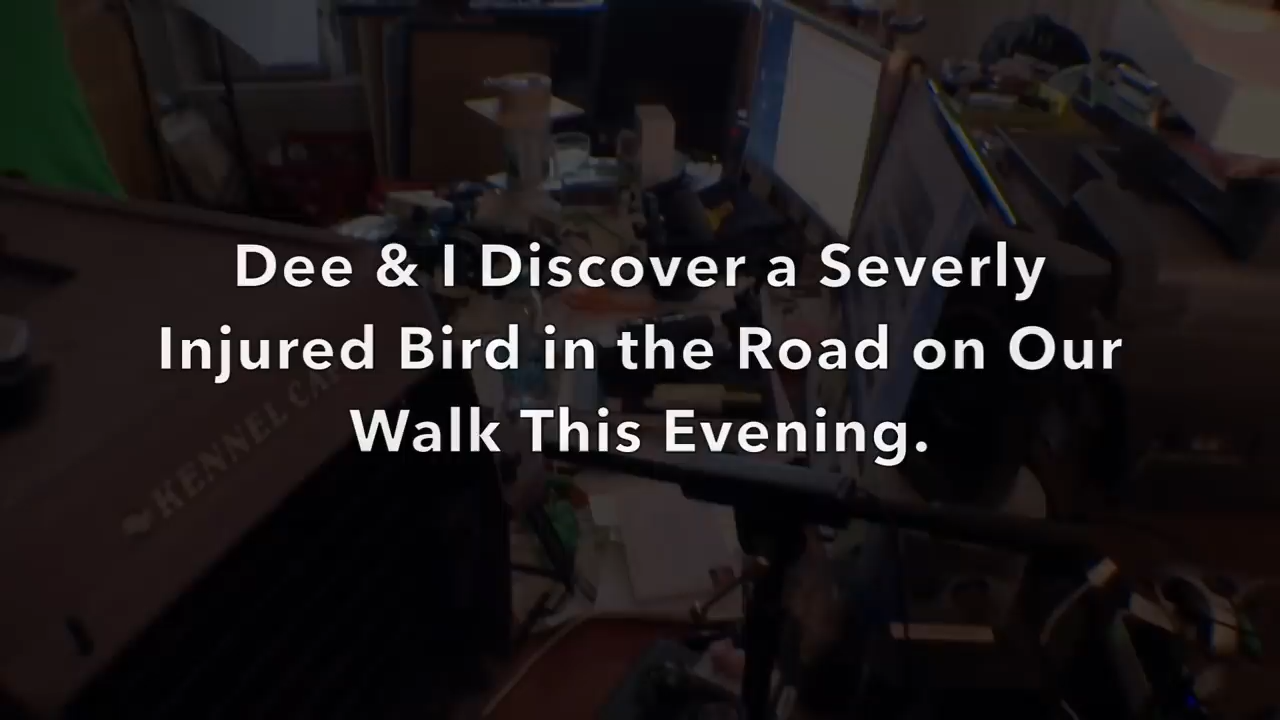 Dee & I Discover a Severly
Injured Bird in the Road on Our
Walk This Evening.
KENNEL